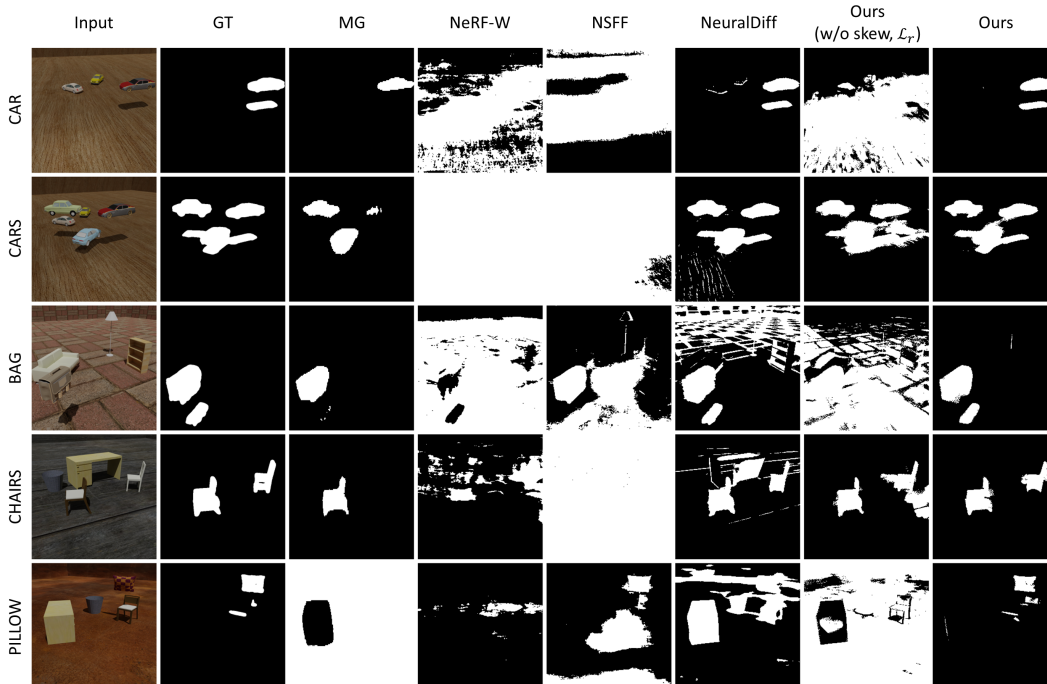 Input GT MG NeRF-W NSFF NeuralDiff Ours (w/o skew, ℒᵣ) Ours
CAR
CARS
BAG
CHAIRS
PILLOW